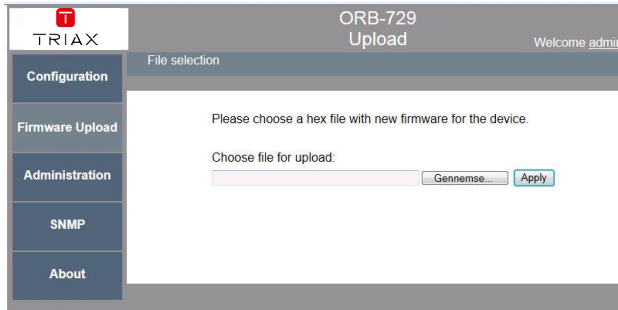 T
TRIAX
ORB-729
Upload
Welcome admi
File selection
Configuration
Firmware Upload
Administration
SNMP
About
Please choose a hex file with new firmware for the device.
Choose file for upload:
Gennemse... Apply